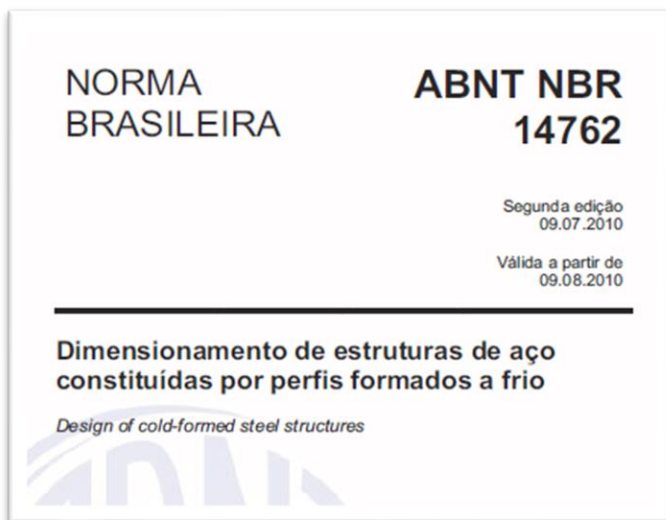 NORMA
BRASILEIRA
ABNT NBR
14762
Segunda edição
09.07.2010
Válida a partir de
09.08.2010
Dimensionamento de estruturas de aço
constituídas por perfis formados a frio
Design of cold-formed steel structures